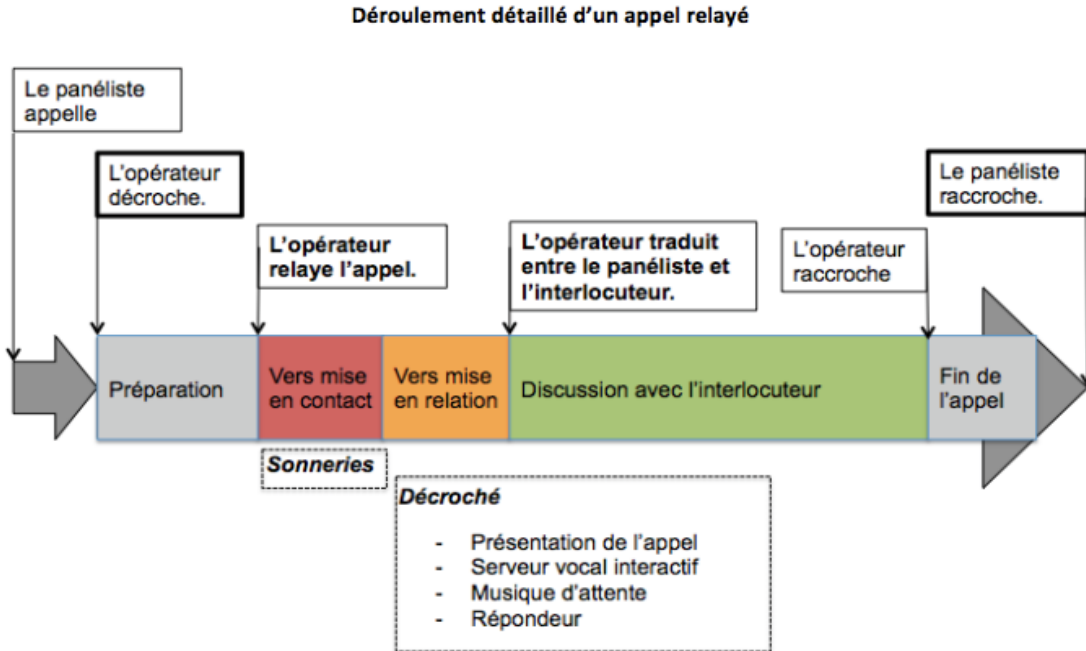 Déroulement détaillé d'un appel relayé
Le panéliste
appelle
L'opérateur
décroche.
L'opérateur
relaye l'appel.
L'opérateur traduit
entre le panéliste et
l'interlocuteur.
L'opérateur
raccroche
Le panéliste
raccroche.
Préparation
Vers mise
en contact
Vers mise
en relation
Discussion avec l'interlocuteur
Fin de
l'appel
Sonneries
Décroché
- Présentation de l'appel
- Serveur vocal interactif
- Musique d'attente
- Répondeur